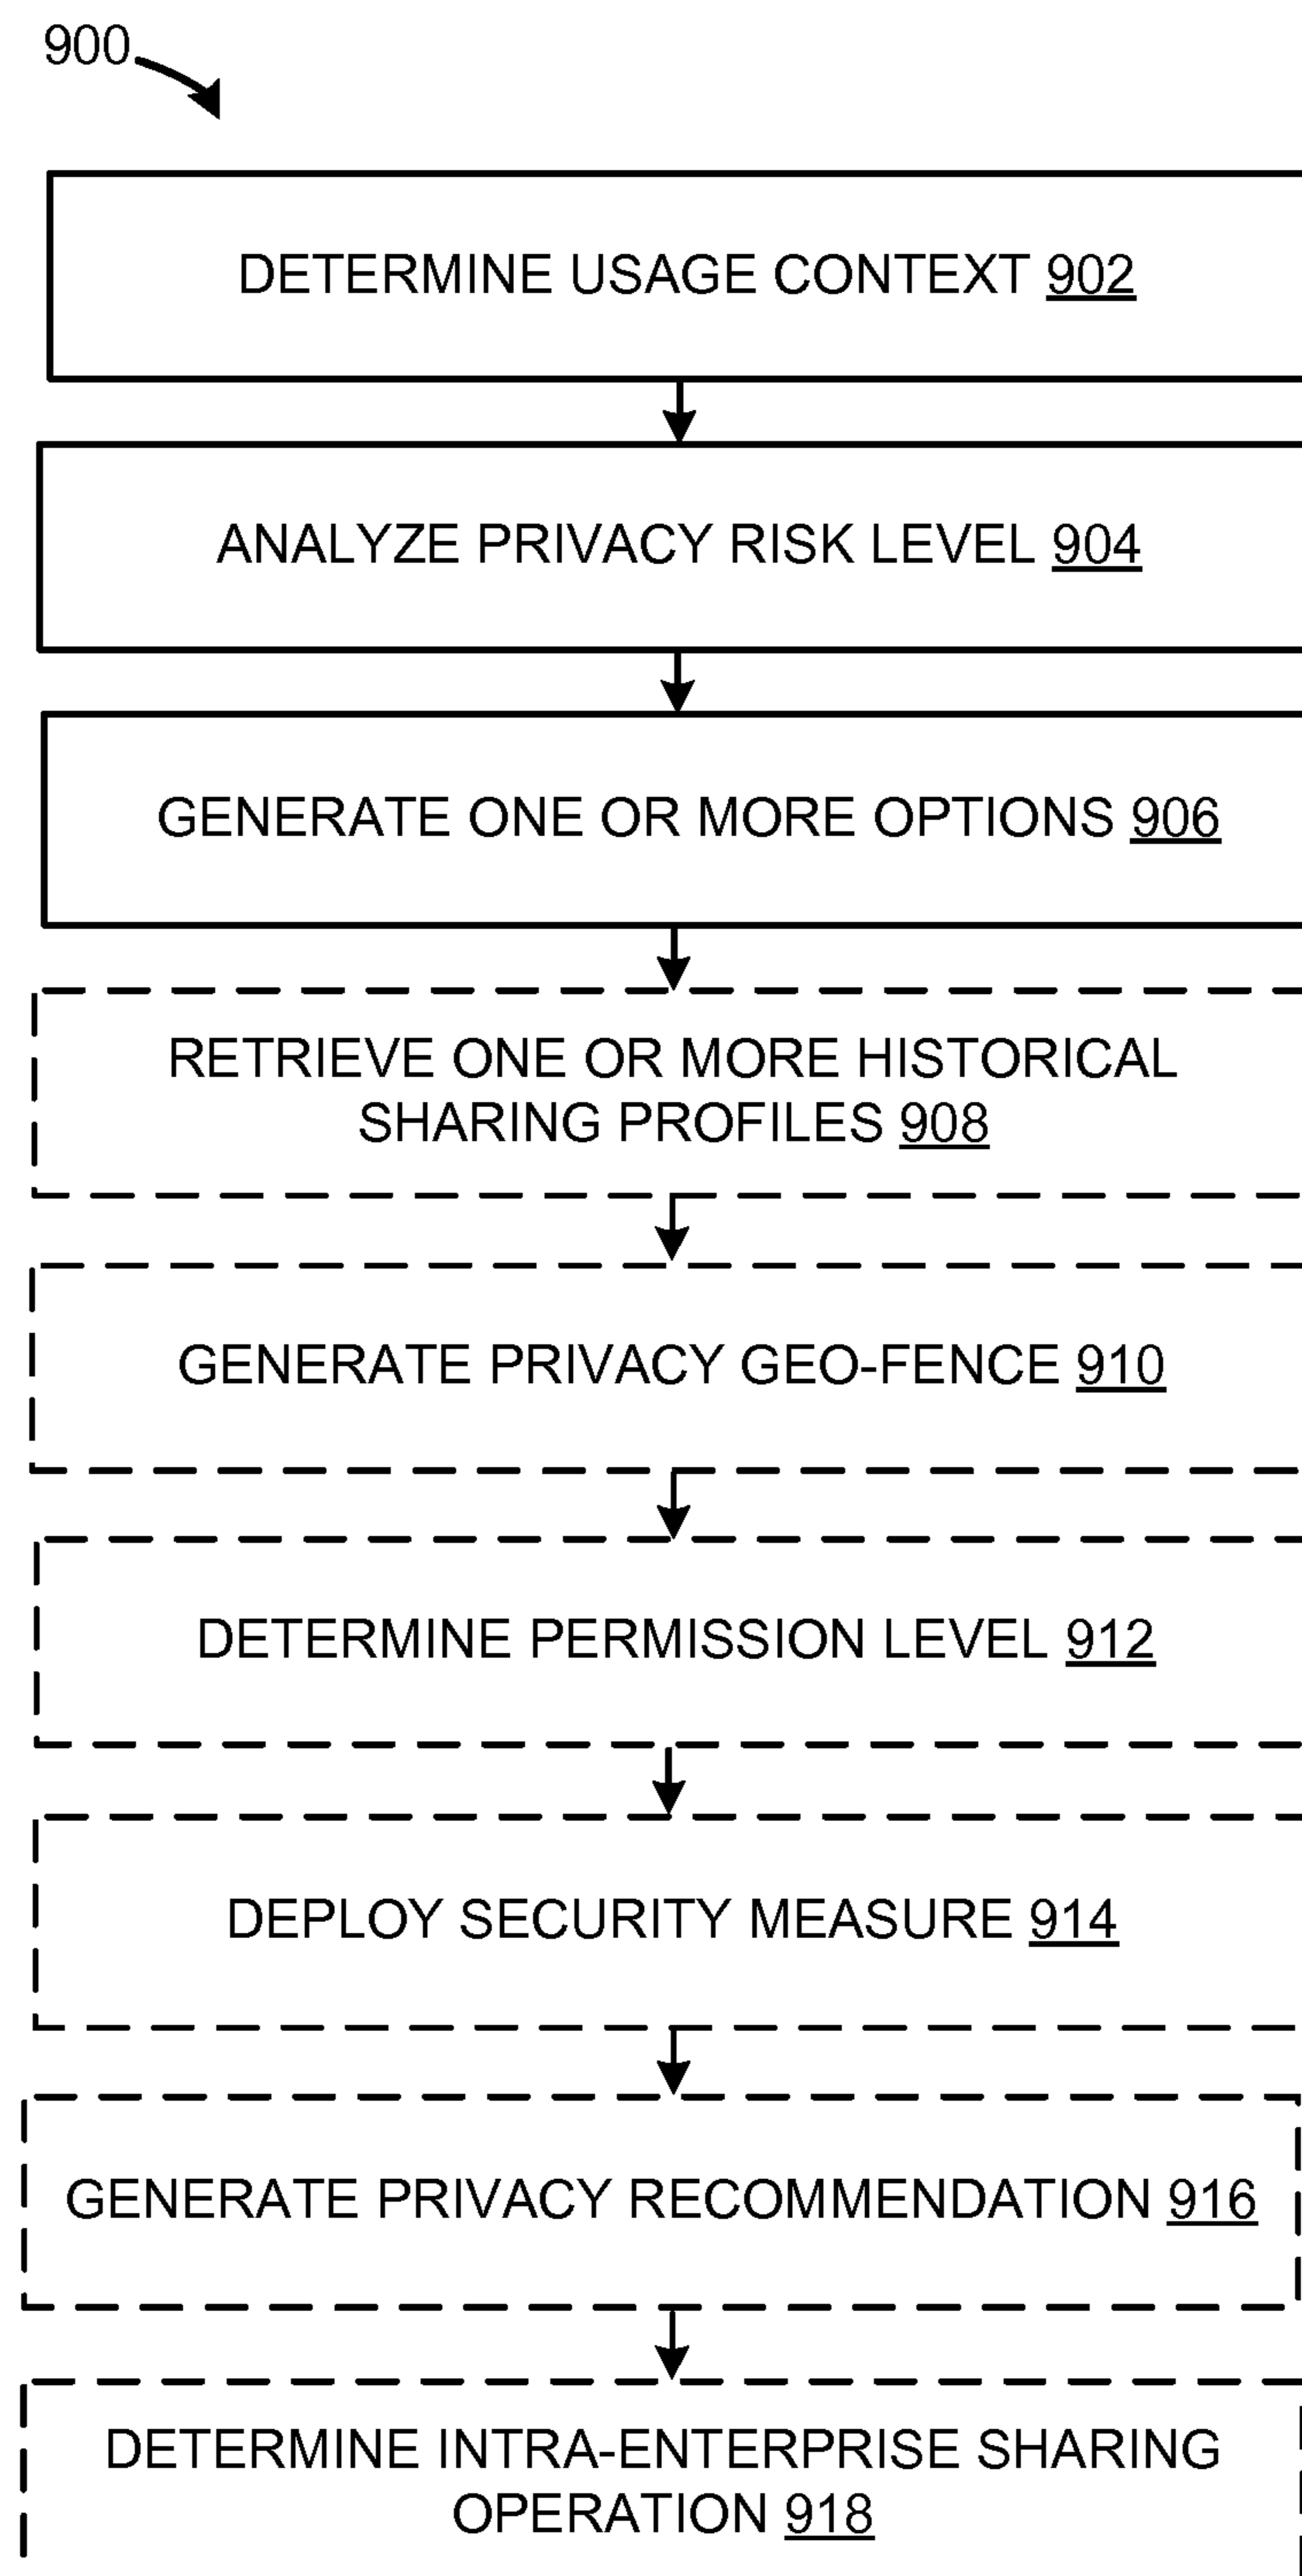 900
DETERMINE USAGE CONTEXT 902
ANALYZE PRIVACY RISK LEVEL 904
GENERATE ONE OR MORE OPTIONS 906
RETRIEVE ONE OR MORE HISTORICAL
SHARING PROFILES 908
GENERATE PRIVACY GEO-FENCE 910
DETERMINE PERMISSION LEVEL 912
DEPLOY SECURITY MEASURE 914
GENERATE PRIVACY RECOMMENDATION 916
DETERMINE INTRA-ENTERPRISE SHARING
OPERATION 918